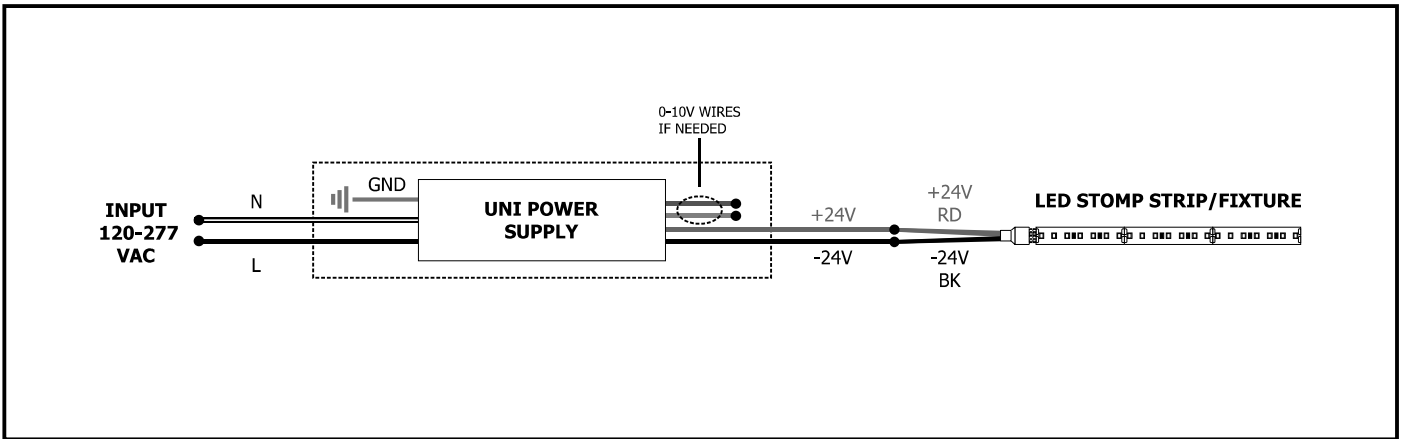 0-10V WIRES
IF NEEDED
GND
INPUT
120-277
VAC
N
L
UNI POWER
SUPPLY
+24V
-24V
+24V
RD
-24V
BK
LED STOMP STRIP/FIXTURE